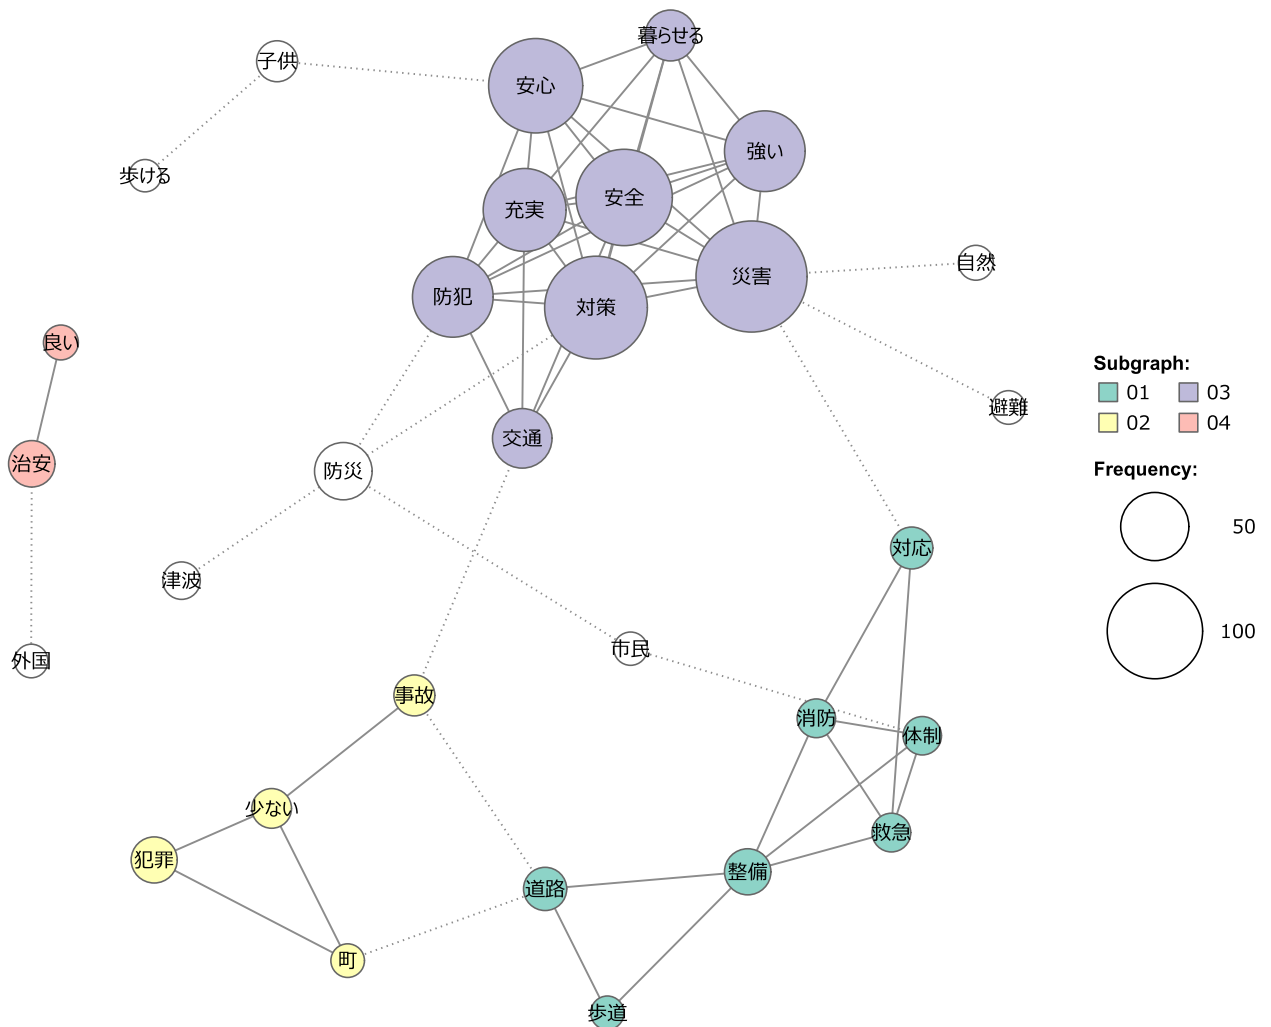 暮らせる
子供
安心
強い
歩ける
安全
充実
自然
災害
防犯
対策
良い
Subgraph:
01 03
避難
02 04
交通
治安
防災
Frequency:
50
対応
津波
100
市民
外国
事故
消防
体制
少ない
救急
犯罪
整備
道路
町
歩道